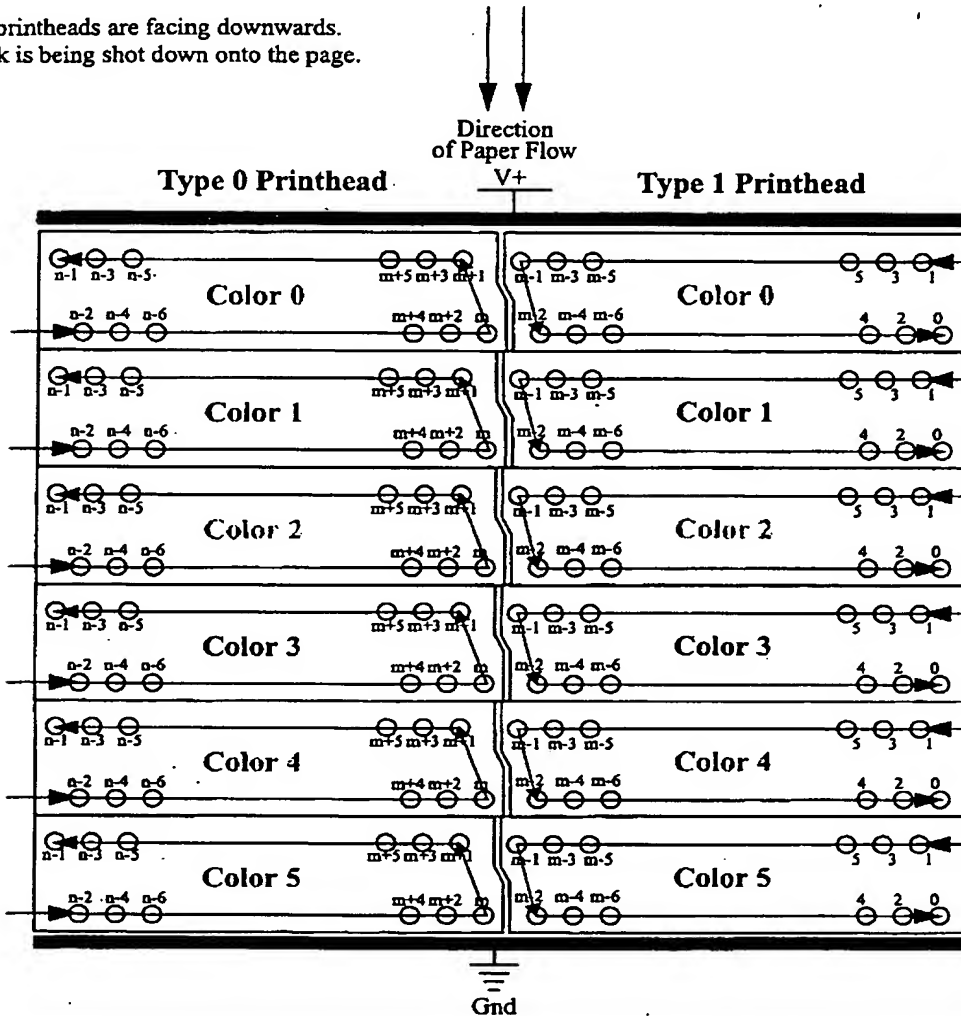 printheads are facing downwards.
k is being shot down onto the page.
Direction
of Paper Flow
Type 0 Printhead
V+
Type 1 Printhead
n-1 n-3 n-5
m+5 m+3 m+1
m-1 m-3 m-5
5 3 1
Color 0
Color 0
n-2 n-4 n-6
m+4 m+2 m
m-2 m-4 m-6
4 2 0
n-1 n-3 n-5
m+5 m+3 m+1
m-1 m-3 m-5
5 3 1
Color 1
Color 1
n-2 n-4 n-6
m+4 m+2 m
m-2 m-4 m-6
4 2 0
n-1 n-3 n-5
m+5 m+3 m+1
m-1 m-3 m-5
5 3 1
Color 2
Color 2
n-2 n-4 n-6
m+4 m+2 m
m-2 m-4 m-6
4 2 0
n-1 n-3 n-5
m+5 m+3 m+1
m-1 m-3 m-5
5 3 1
Color 3
Color 3
n-2 n-4 n-6
m+4 m+2 m
m-2 m-4 m-6
4 2 0
n-1 n-3 n-5
m+5 m+3 m+1
m-1 m-3 m-5
5 3 1
Color 4
Color 4
n-2 n-4 n-6
m+4 m+2 m
m-2 m-4 m-6
4 2 0
n-1 n-3 n-5
m+5 m+3 m+1
m-1 m-3 m-5
5 3 1
Color 5
Color 5
n-2 n-4 n-6
m+4 m+2 m
m-2 m-4 m-6
4 2 0
Gnd